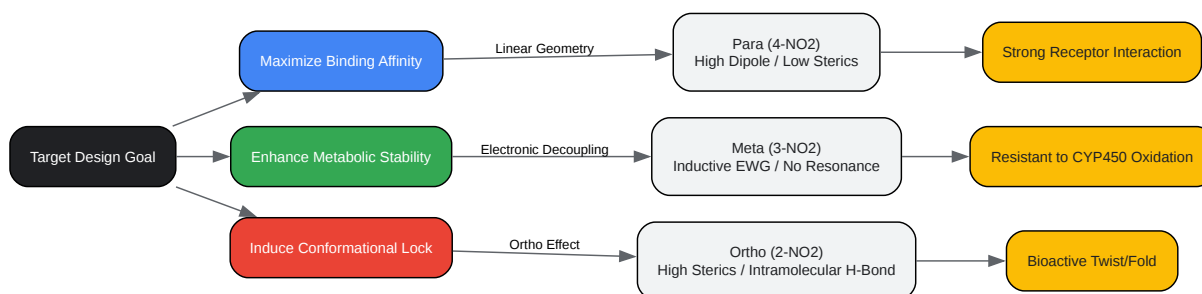 Target Design Goal
Maximize Binding Affinity
Linear Geometry
Para (4-NO2)
High Dipole / Low Sterics
Strong Receptor Interaction
Enhance Metabolic Stability
Electronic Decoupling
Meta (3-NO2)
Inductive EWG / No Resonance
Resistant to CYP450 Oxidation
Induce Conformational Lock
Ortho Effect
Ortho (2-NO2)
High Sterics / Intramolecular H-Bond
Bioactive Twist/Fold